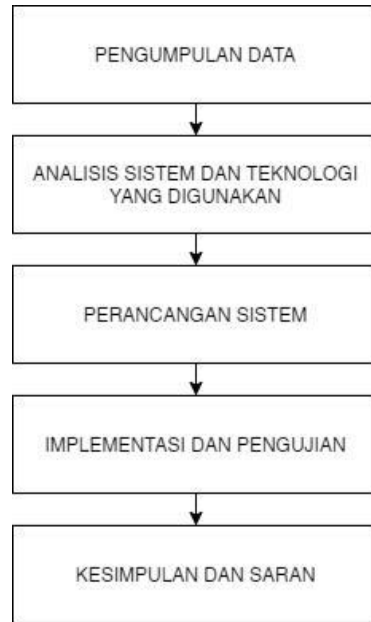 PENGUMPULAN DATA
ANALISIS SISTEM DAN TEKNOLOGI
YANG DIGUNAKAN
PERANCANGAN SISTEM
IMPLEMENTASI DAN PENGUJIAN
KESIMPULAN DAN SARAN